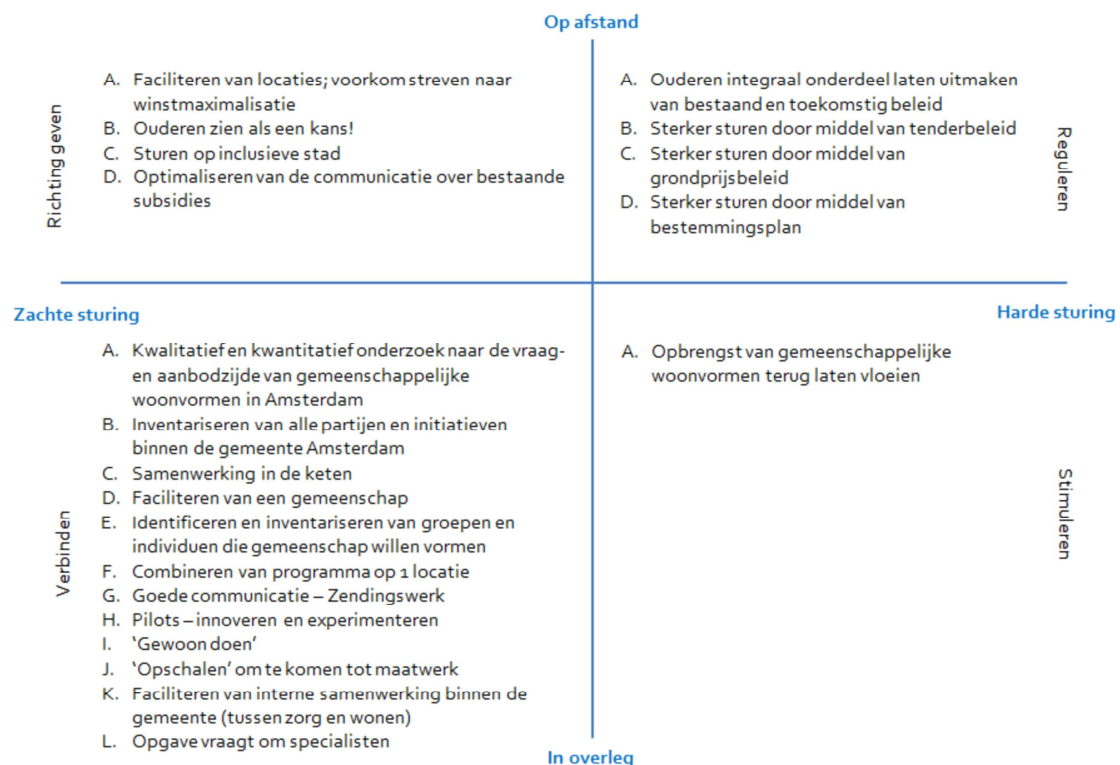 Op afstand
Richting geven
A. Faciliteren van locaties; voorkom streven naar
winstmaximalisatie
B. Ouderen zien als een kans!
C. Sturen op inclusieve stad
D. Optimaliseren van de communicatie over bestaande
subsidies
A. Ouderen integraal onderdeel laten uitmaken
van bestaand en toekomstig beleid
B. Sterker sturen door middel van tenderbeleid
C. Sterker sturen door middel van
grondprijsbeleid
D. Sterker sturen door middel van
bestemmingsplan
Reguleren
Zachte sturing
Harde sturing
Verbinden
A. Kwalitatief en kwantitatief onderzoek naar de vraag-
en aanbodzijde van gemeenschappelijke
woonvormen in Amsterdam
B. Inventariseren van alle partijen en initiatieven
binnen de gemeente Amsterdam
C. Samenwerking in de keten
D. Faciliteren van een gemeenschap
E. Identificeren en inventariseren van groepen en
individuen die gemeenschap willen vormen
F. Combineren van programma op 1 locatie
G. Goede communicatie – Zendingswerk
H. Pilots – innoveren en experimenteren
I. ‘Gewoon doen’
J. ‘Opschalen’ om te komen tot maatwerk
K. Faciliteren van interne samenwerking binnen de
gemeente (tussen zorg en wonen)
L. Opgave vraagt om specialisten
A. Opbrengst van gemeenschappelijke
woonvormen terug laten vloeien
Stimuleren
In overleg